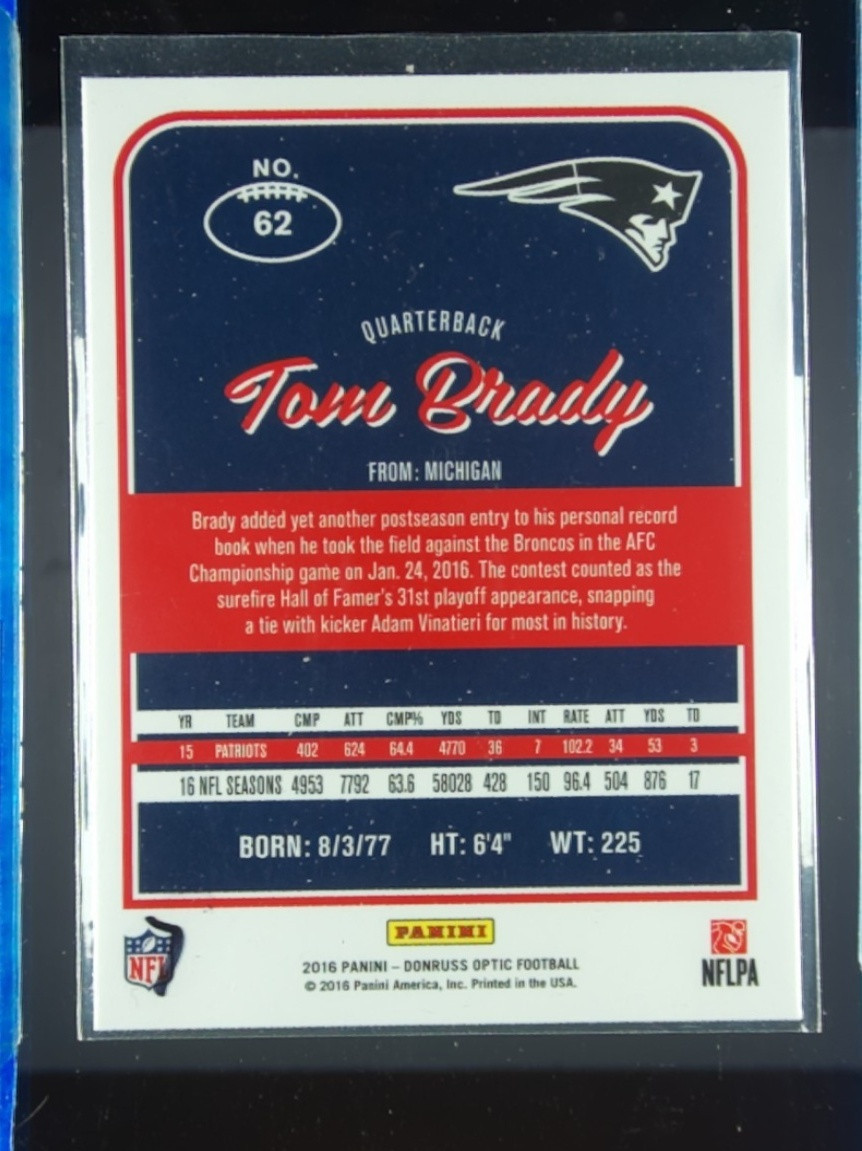 NO.
62
QUARTERBACK
Tom Brady
FROM: MICHIGAN
Brady added yet another postseason entry to his personal record
book when he took the field against the Broncos in the AFC
Championship game on Jan. 24, 2016. The contest counted as the
surefire Hall of Famer's 31st playoff appearance, snapping
a tie with kicker Adam Vinatieri for most in history.
YR TEAM CMP ATT CMP% YDS TD INT RATE ATT YDS TD
15 PATRIOTS 402 624 64.4 4770 36 7 102.2 34 53 3
16 NFL SEASONS 4953 7792 63.6 58028 428 150 96.4 504 876 17
BORN: 8/3/77 HT: 6'4" WT: 225
NFL
PANINI
2016 PANINI – DONRUSS OPTIC FOOTBALL
© 2016 Panini America, Inc. Printed in the USA.
NFLPA